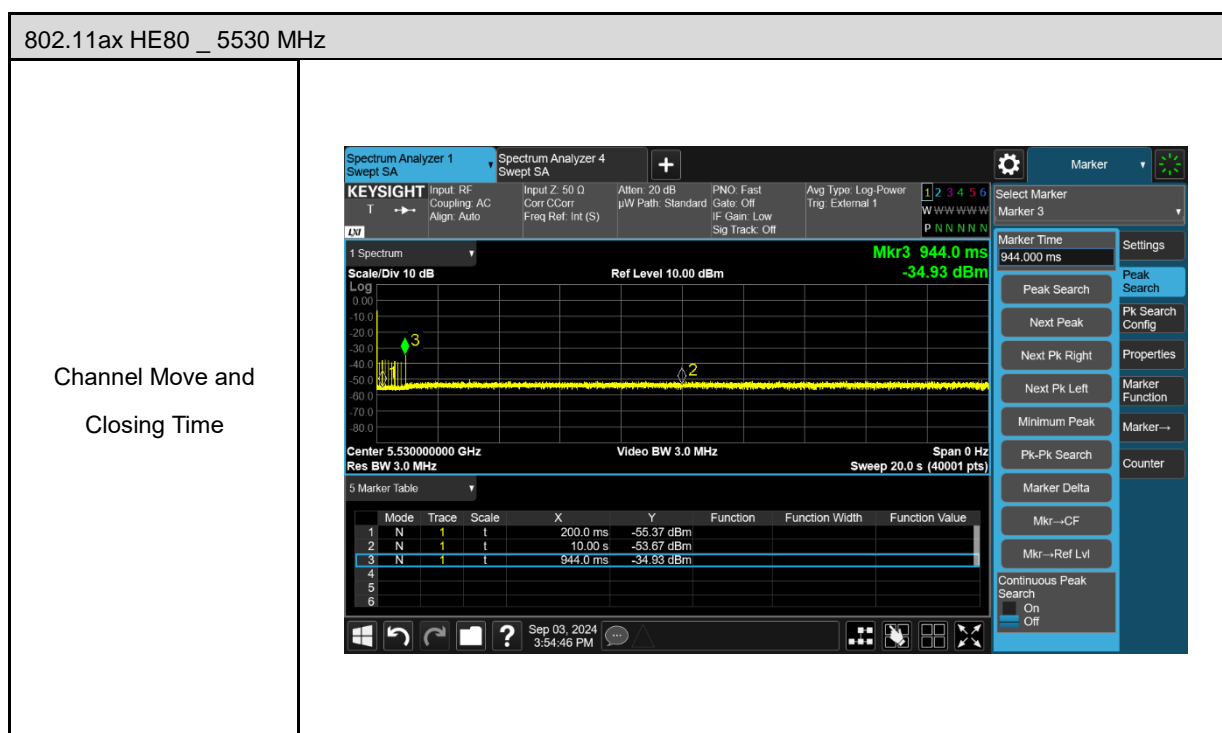 802.11ax HE80 _ 5530 MHz
Channel Move and
Closing Time
Spectrum Analyzer 1
Swept SA
Spectrum Analyzer 4
Swept SA
+
Marker
KEYSIGHT
T
LXI
Input: RF
Coupling: AC
Align: Auto
Input Z: 50 Ω
Corr CCorr
Freq Ref: Int (S)
Atten: 20 dB
µW Path: Standard
PNO: Fast
Gate: Off
IF Gain: Low
Sig Track: Off
Avg Type: Log-Power
Trig: External 1
1 2 3 4 5 6
W W W W W W
P N N N N N
Select Marker
Marker 3
1 Spectrum
Mkr3 944.0 ms
-34.93 dBm
Scale/Div 10 dB
Ref Level 10.00 dBm
Log
0.00
-10.0
-20.0
-30.0
-40.0
-50.0
-60.0
-70.0
-80.0
3
1
2
Center 5.530000000 GHz
Video BW 3.0 MHz
Span 0 Hz
Res BW 3.0 MHz
Sweep 20.0 s (40001 pts)
5 Marker Table
Mode Trace Scale X Y Function Function Width Function Value
1 N 1 t 200.0 ms -55.37 dBm
2 N 1 t 10.00 s -53.67 dBm
3 N 1 t 944.0 ms -34.93 dBm
4
5
6
Marker Time
944.000 ms
Peak Search
Next Peak
Next Pk Right
Next Pk Left
Minimum Peak
Pk-Pk Search
Marker Delta
Mkr→CF
Mkr→Ref Lvl
Continuous Peak
Search
On
Off
Settings
Peak
Search
Pk Search
Config
Properties
Marker
Function
Marker→
Counter
?
Sep 03, 2024
3:54:46 PM